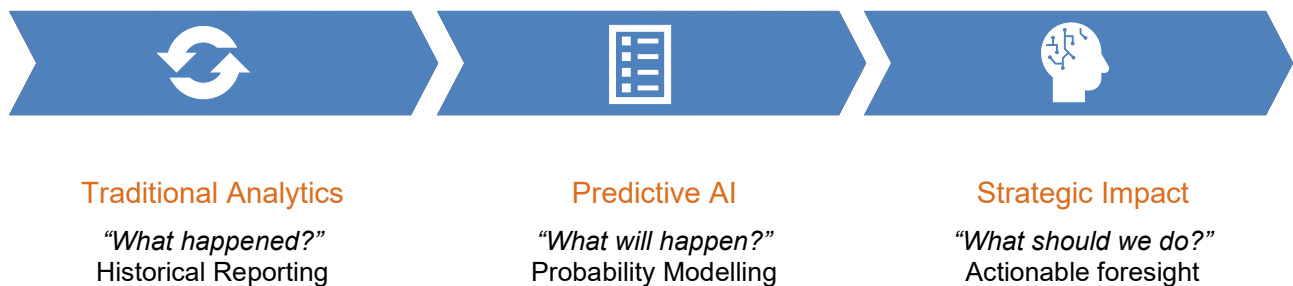 Traditional Analytics
“What happened?”
Historical Reporting
Predictive AI
“What will happen?”
Probability Modelling
Strategic Impact
“What should we do?”
Actionable foresight